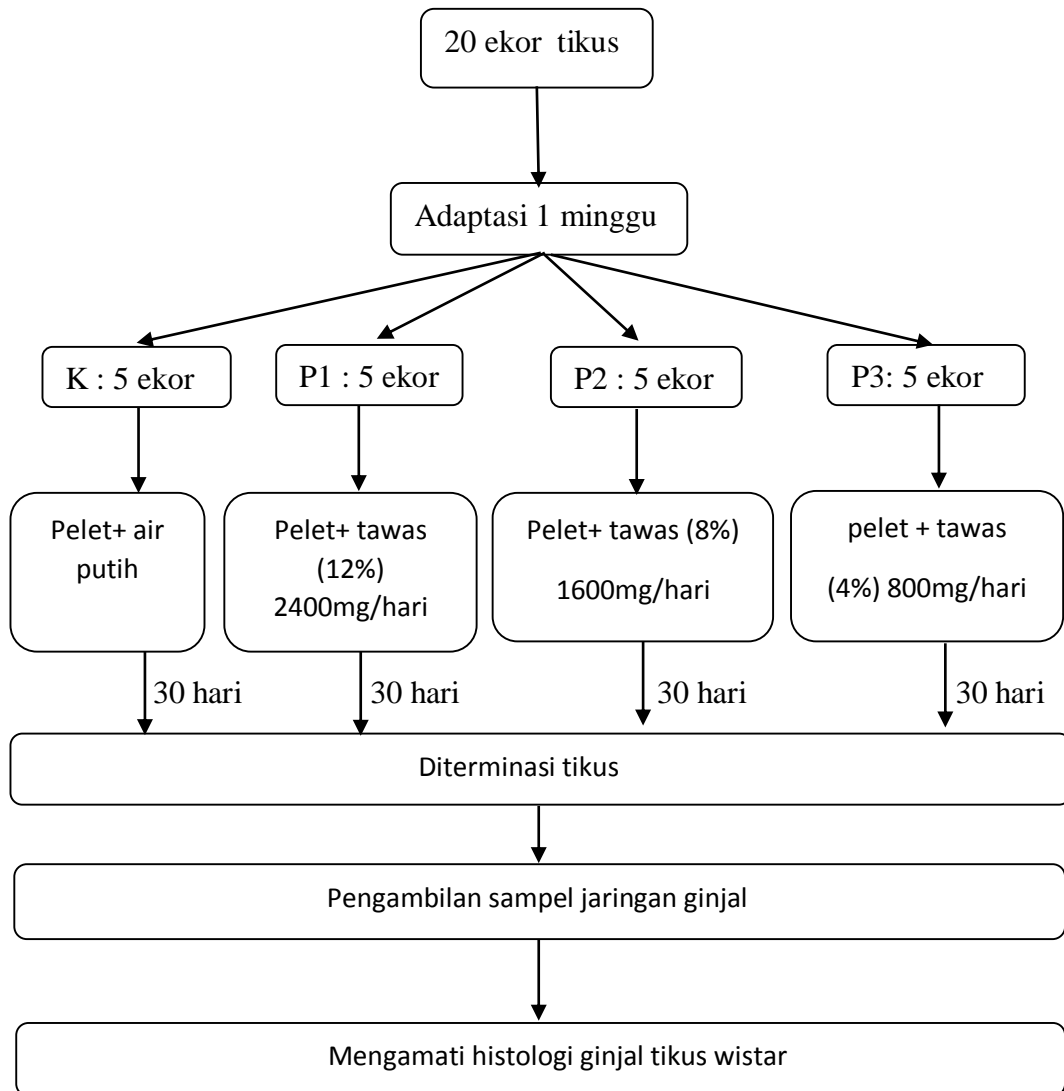 20 ekor  tikus
Adaptasi 1 minggu
K : 5 ekor
P1 : 5 ekor
P2 : 5 ekor
P3: 5 ekor
Pelet+ air
putih
Pelet+ tawas
(12%)
2400mg/hari
Pelet+ tawas (8%)
1600mg/hari
pelet + tawas
(4%) 800mg/hari
30 hari
30 hari
30 hari
30 hari
Diterminasi tikus
Pengambilan sampel jaringan ginjal
Mengamati histologi ginjal tikus wistar